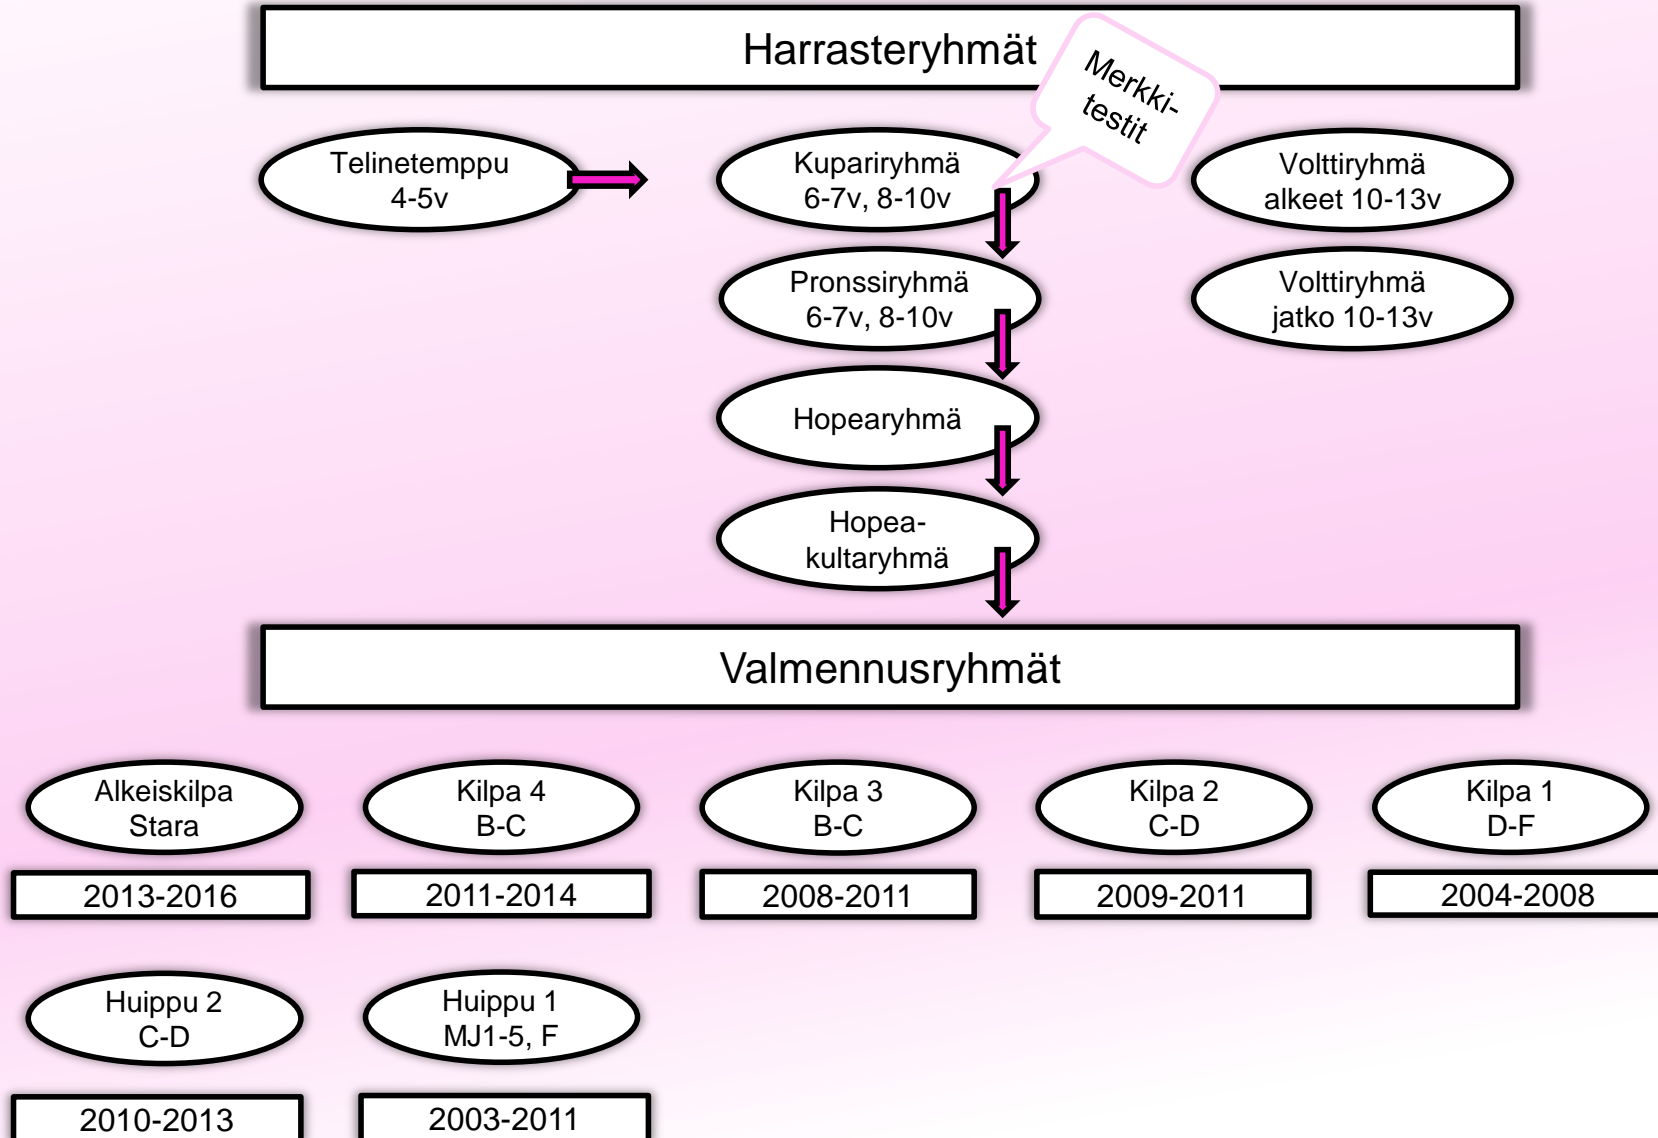 Harrasteryhmät
Merkki-
testit
Telinetemppu
4-5v
Kupariryhmä
6-7v, 8-10v
Volttiryhmä
alkeet 10-13v
Pronssiryhmä
6-7v, 8-10v
Volttiryhmä
jatko 10-13v
Hopearyhmä
Hopea-
kultaryhmä
Valmennusryhmät
Alkeiskilpa
Stara
Kilpa 4
B-C
Kilpa 3
B-C
Kilpa 2
C-D
Kilpa 1
D-F
2013-2016
2011-2014
2008-2011
2009-2011
2004-2008
Huippu 2
C-D
Huippu 1
MJ1-5, F
2010-2013
2003-2011